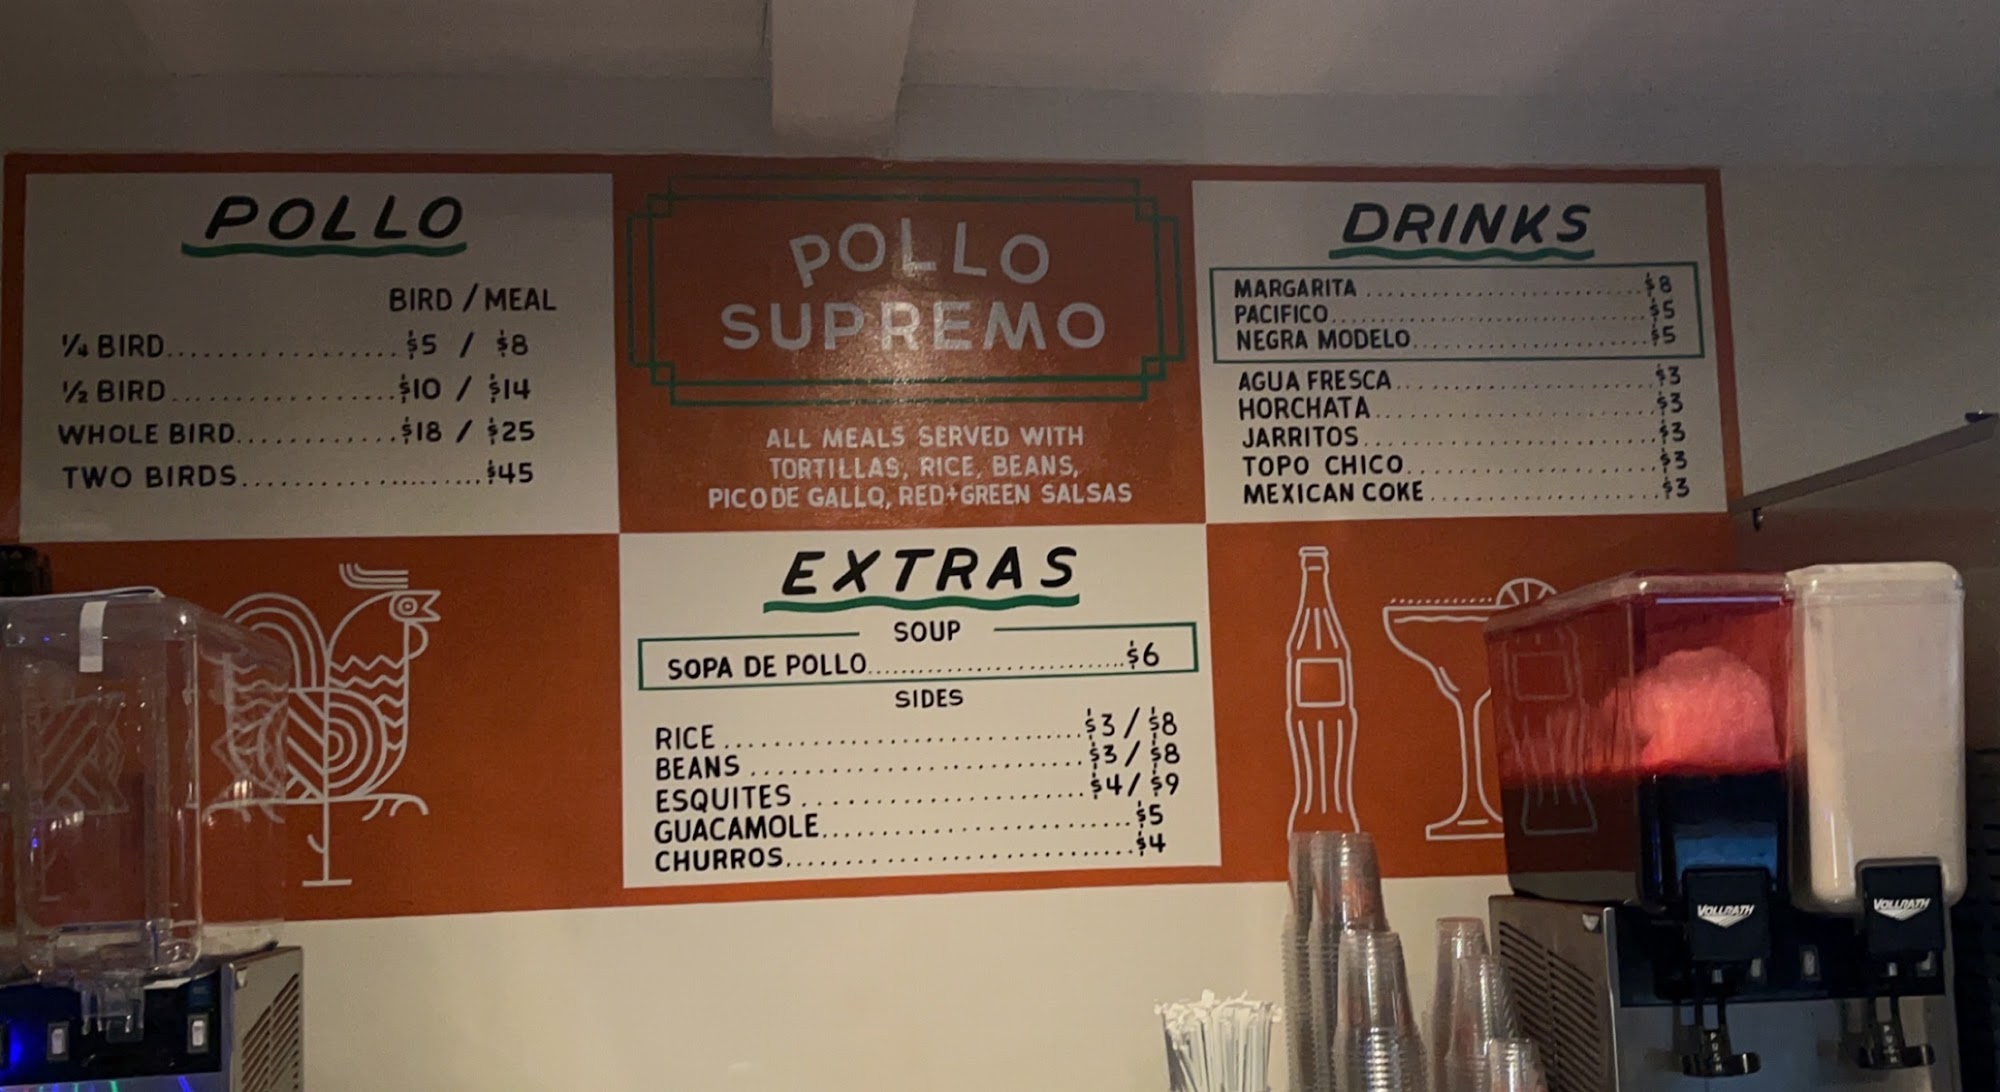 POLLO
BIRD / MEAL
1/4 BIRD.................. $5 / $8
1/2 BIRD.................. $10 / $14
WHOLE BIRD............. $18 / $25
TWO BIRDS.................... $45
POLLO
SUPREMO
ALL MEALS SERVED WITH
TORTILLAS, RICE, BEANS,
PICO DE GALLO, RED+GREEN SALSAS
DRINKS
MARGARITA ............................ $8
PACIFICO................................ $5
NEGRA MODELO........................ $5
AGUA FRESCA........................... $3
HORCHATA............................. $3
JARRITOS.............................. $3
TOPO CHICO........................... $3
MEXICAN COKE........................ $3
EXTRAS
SOUP
SOPA DE POLLO.......................... $6
SIDES
RICE ................................ $3 / $8
BEANS .............................. $3 / $8
ESQUITES ......................... $4 / $9
GUACAMOLE............................ $5
CHURROS............................... $4
VOLLRATH
VOLLRATH